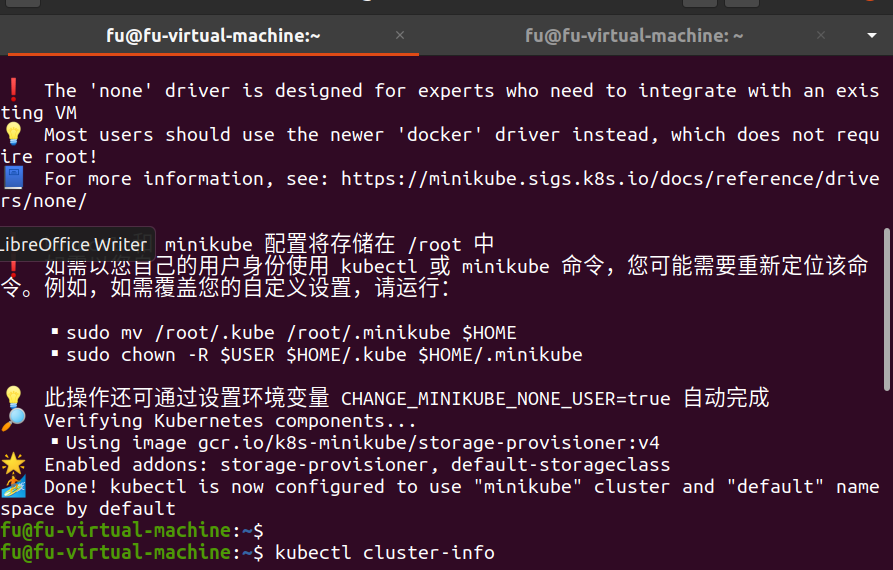 fu@fu-virtual-machine:~ × fu@fu-virtual-machine: ~ ×
The 'none' driver is designed for experts who need to integrate with an exis
ting VM
Most users should use the newer 'docker' driver instead, which does not requ
ire root!
For more information, see: https://minikube.sigs.k8s.io/docs/reference/drive
rs/none/
LibreOffice Writer minikube 配置将存储在 /root 中
如需以您自己的用户身份使用 kubectl 或 minikube 命令，您可能需要重新定位该命
令。例如，如需覆盖您的自定义设置，请运行：
▪ sudo mv /root/.kube /root/.minikube $HOME
▪ sudo chown -R $USER $HOME/.kube $HOME/.minikube
此操作还可通过设置环境变量 CHANGE_MINIKUBE_NONE_USER=true 自动完成
Verifying Kubernetes components...
▪ Using image gcr.io/k8s-minikube/storage-provisioner:v4
Enabled addons: storage-provisioner, default-storageclass
Done! kubectl is now configured to use "minikube" cluster and "default" name
space by default
fu@fu-virtual-machine:~$
fu@fu-virtual-machine:~$ kubectl cluster-info